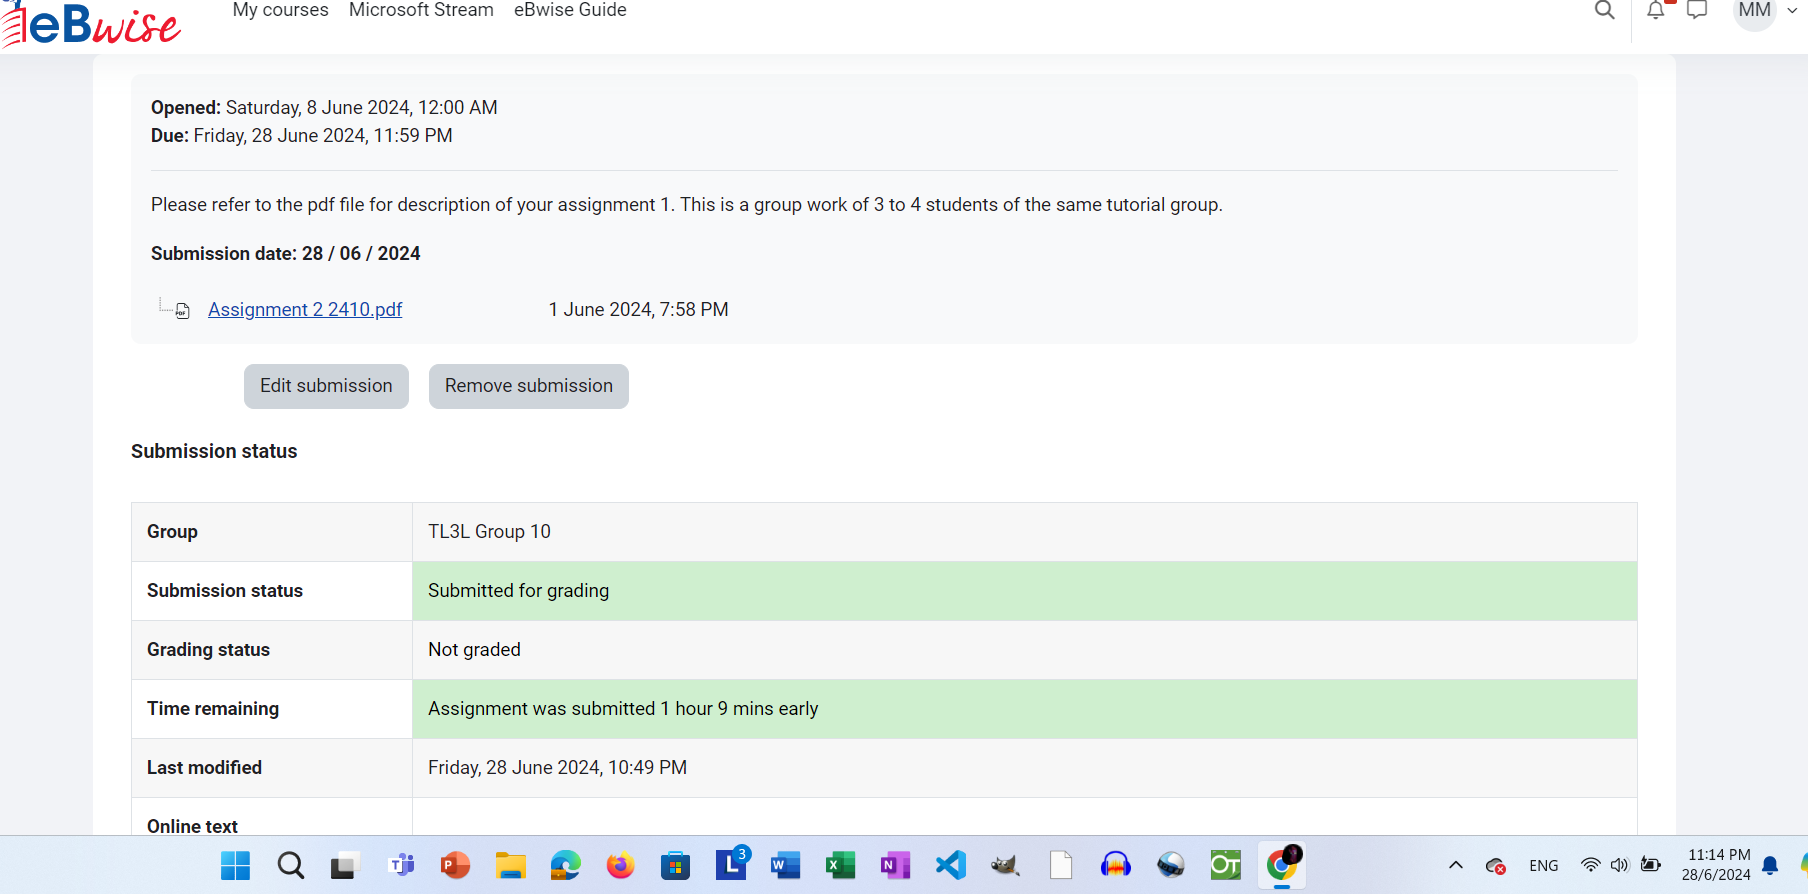 eBwise My courses Microsoft Stream eBwise Guide MM
Opened: Saturday, 8 June 2024, 12:00 AM
Due: Friday, 28 June 2024, 11:59 PM
Please refer to the pdf file for description of your assignment 1. This is a group work of 3 to 4 students of the same tutorial group.
Submission date: 28 / 06 / 2024
PDF Assignment 2 2410.pdf 1 June 2024, 7:58 PM
Edit submission Remove submission
Submission status
Group TL3L Group 10
Submission status Submitted for grading
Grading status Not graded
Time remaining Assignment was submitted 1 hour 9 mins early
Last modified Friday, 28 June 2024, 10:49 PM
Online text
T P L 3 W X N OT ENG 11:14 PM
28/6/2024